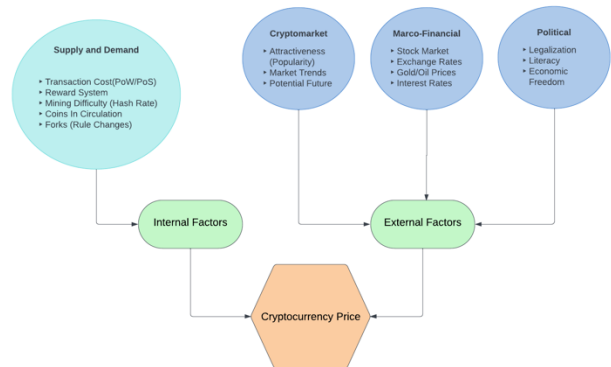 Supply and Demand
‣ Transaction Cost(PoW/PoS)
‣ Reward System
‣ Mining Difficulty (Hash Rate)
‣ Coins In Circulation
‣ Forks (Rule Changes)
Cryptomarket
‣ Attractiveness
(Popularity)
‣ Market Trends
‣ Potential Future
Marco-Financial
‣ Stock Market
‣ Exchange Rates
‣ Gold/Oil Prices
‣ Interest Rates
Political
‣ Legalization
‣ Literacy
‣ Economic
Freedom
Internal Factors
External Factors
Cryptocurrency Price